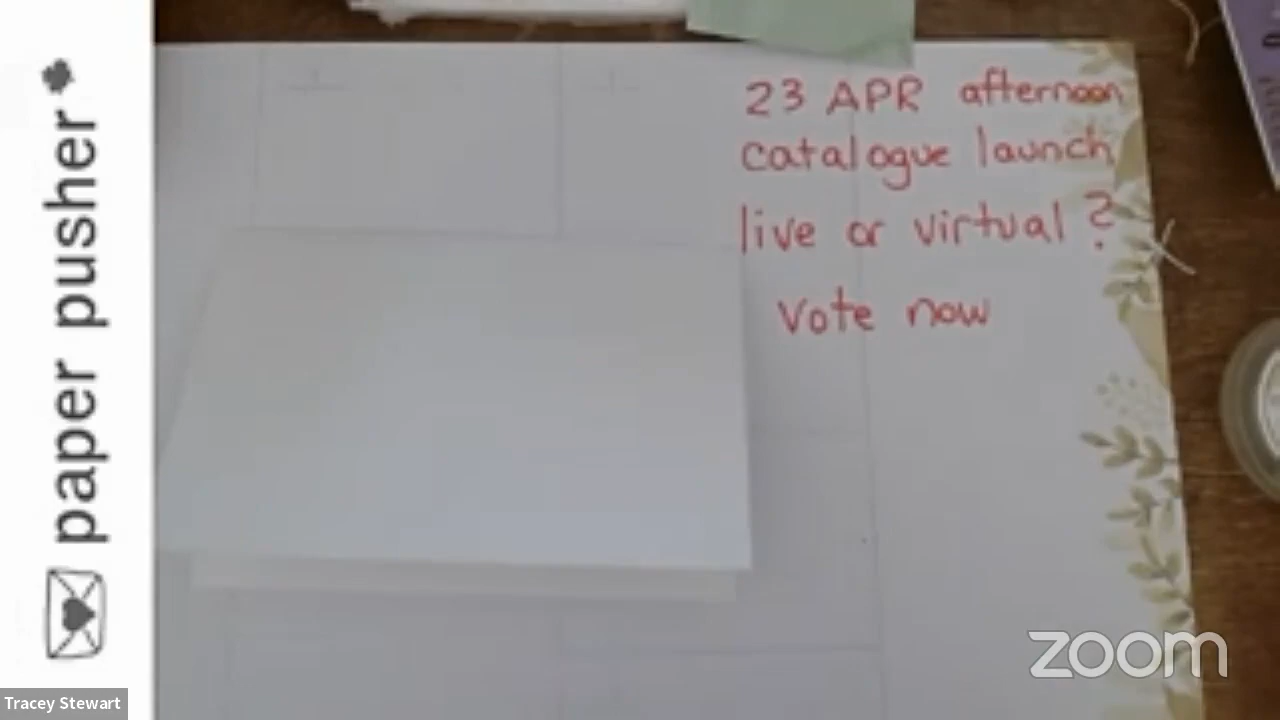 paper pusher
23 APR afternoon
catalogue launch
live or virtual?
vote now
zoom
Tracey Stewart